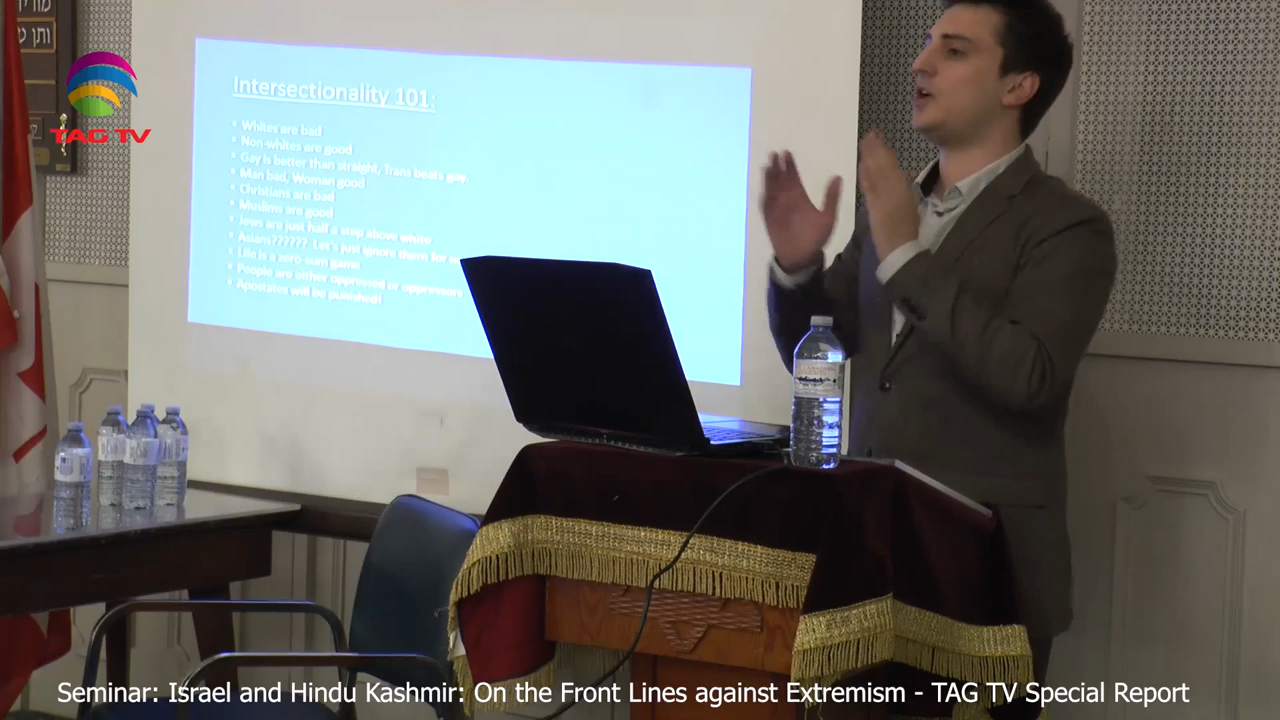 מודי
ותן ט
TAG TV
Intersectionality 101:
• Whites are bad
• Non-whites are good
• Gay is better than straight, Trans beats gay.
• Man bad, Woman good
• Christians are bad
• Muslims are good
• Jews are just half a step above white
• Asians?????? Let's just ignore them for
• Life is a zero-sum game
• People are either oppressed or oppressors
• Apostates will be punished!
Seminar: Israel and Hindu Kashmir: On the Front Lines against Extremism - TAG TV Special Report